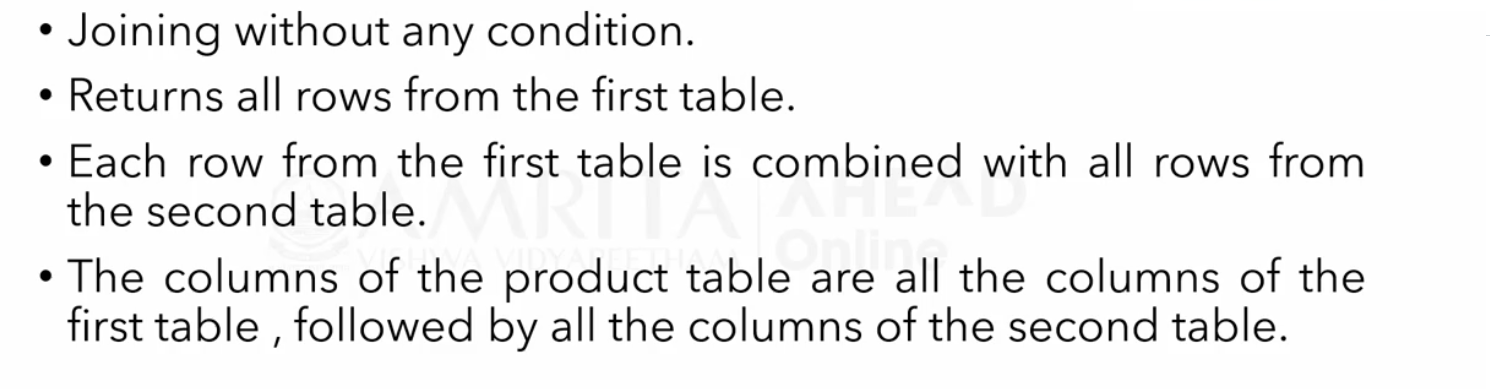 • Joining without any condition.
• Returns all rows from the first table.
• Each row from the first table is combined with all rows from
the second table.
• The columns of the product table are all the columns of the
first table , followed by all the columns of the second table.
AMRITA
VISHWA VIDYAPEETHAM
AHEAD
Online